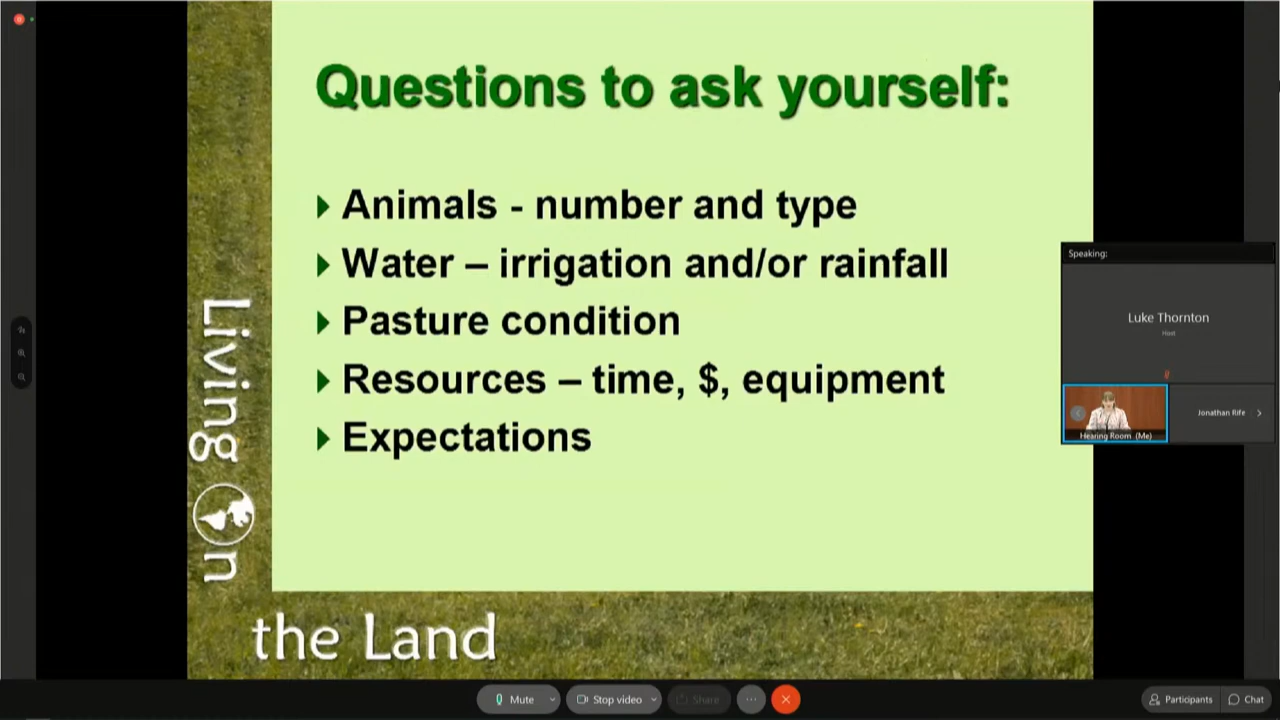 Questions to ask yourself:
Animals - number and type
Water – irrigation and/or rainfall
Pasture condition
Resources – time, $, equipment
Expectations
Living On
the Land
Speaking:
Luke Thornton
Host
Hearing Room (Me)
Jonathan Rife
Mute
Stop video
Share
Participants
Chat